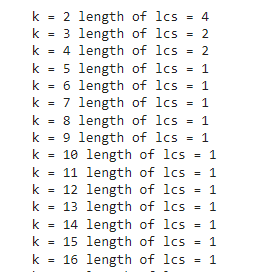 k = 2 length of lcs = 4
k = 3 length of lcs = 2
k = 4 length of lcs = 2
k = 5 length of lcs = 1
k = 6 length of lcs = 1
k = 7 length of lcs = 1
k = 8 length of lcs = 1
k = 9 length of lcs = 1
k = 10 length of lcs = 1
k = 11 length of lcs = 1
k = 12 length of lcs = 1
k = 13 length of lcs = 1
k = 14 length of lcs = 1
k = 15 length of lcs = 1
k = 16 length of lcs = 1